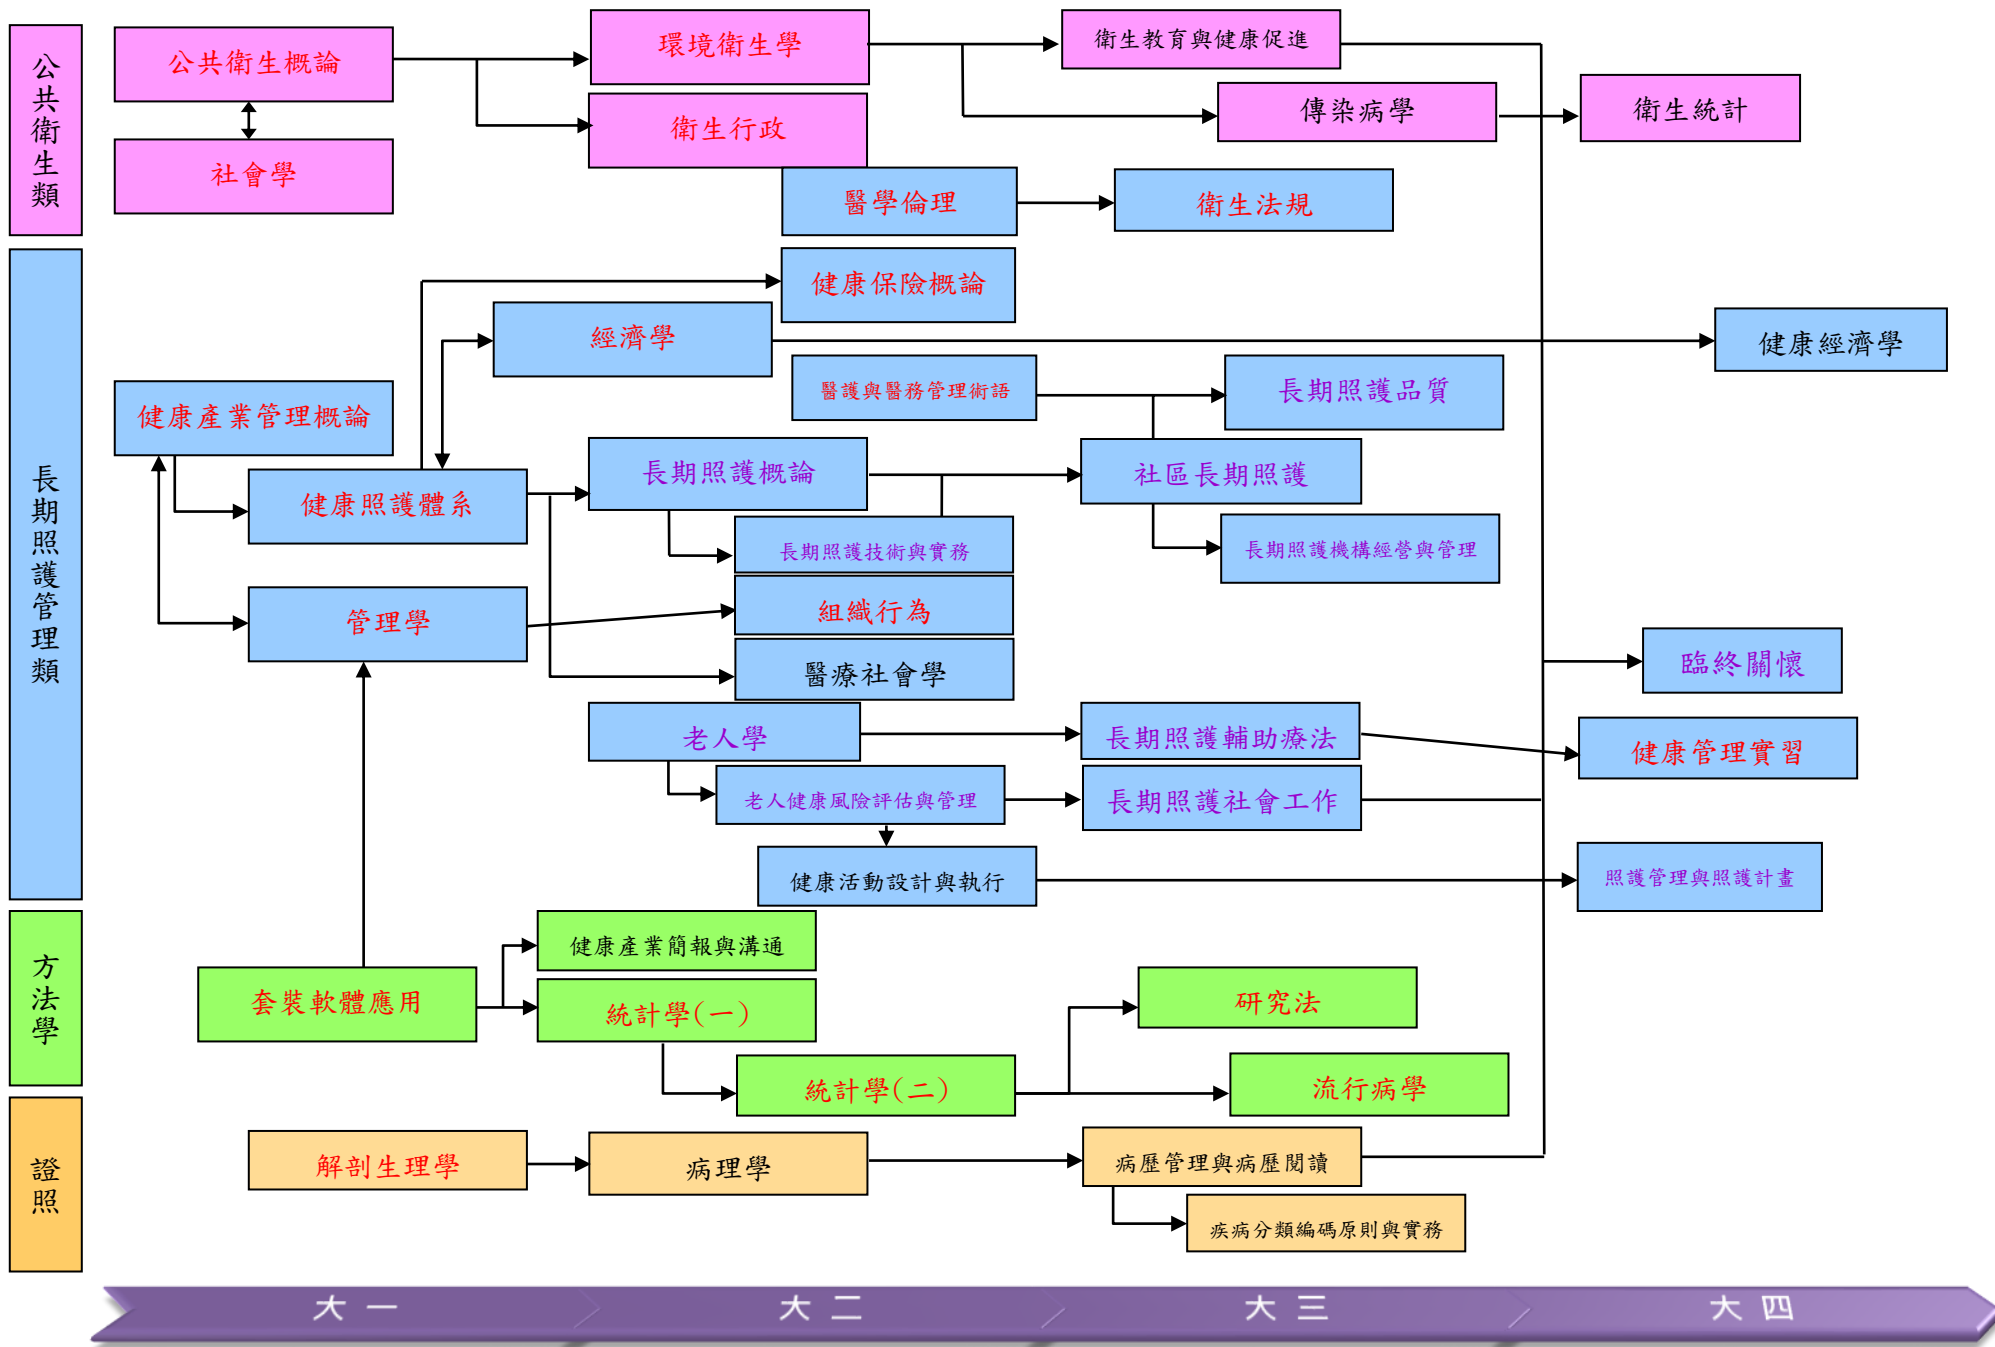 公共衛生類
公共衛生概論
環境衛生學
衛生教育與健康促進
社會學
衛生行政
傳染病學
衛生統計
醫學倫理
衛生法規
長期照護管理類
健康保險概論
經濟學
健康經濟學
健康產業管理概論
醫護與醫務管理術語
長期照護品質
健康照護體系
長期照護概論
社區長期照護
長期照護技術與實務
長期照護機構經營與管理
管理學
組織行為
醫療社會學
臨終關懷
老人學
長期照護輔助療法
健康管理實習
老人健康風險評估與管理
長期照護社會工作
健康活動設計與執行
照護管理與照護計畫
方法學
套裝軟體應用
健康產業簡報與溝通
統計學(一)
研究法
統計學(二)
流行病學
證照
解剖生理學
病理學
病歷管理與病歷閱讀
疾病分類編碼原則與實務
大 一
大 二
大 三
大 四